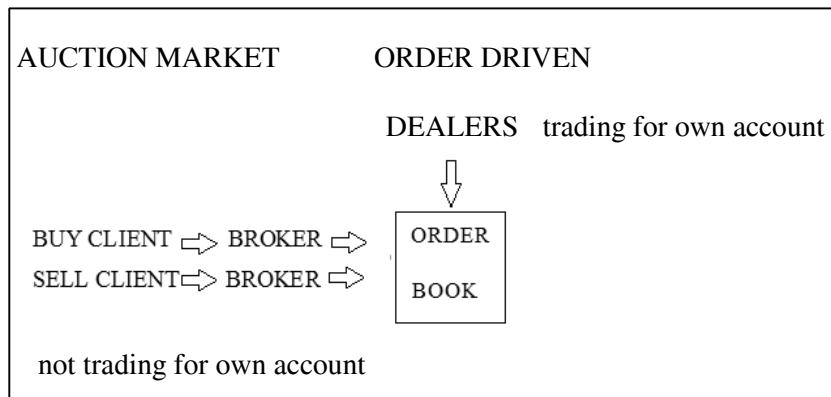 AUCTION MARKET ORDER DRIVEN
DEALERS trading for own account
BUY CLIENT BROKER ORDER
SELL CLIENT BROKER
BOOK
not trading for own account